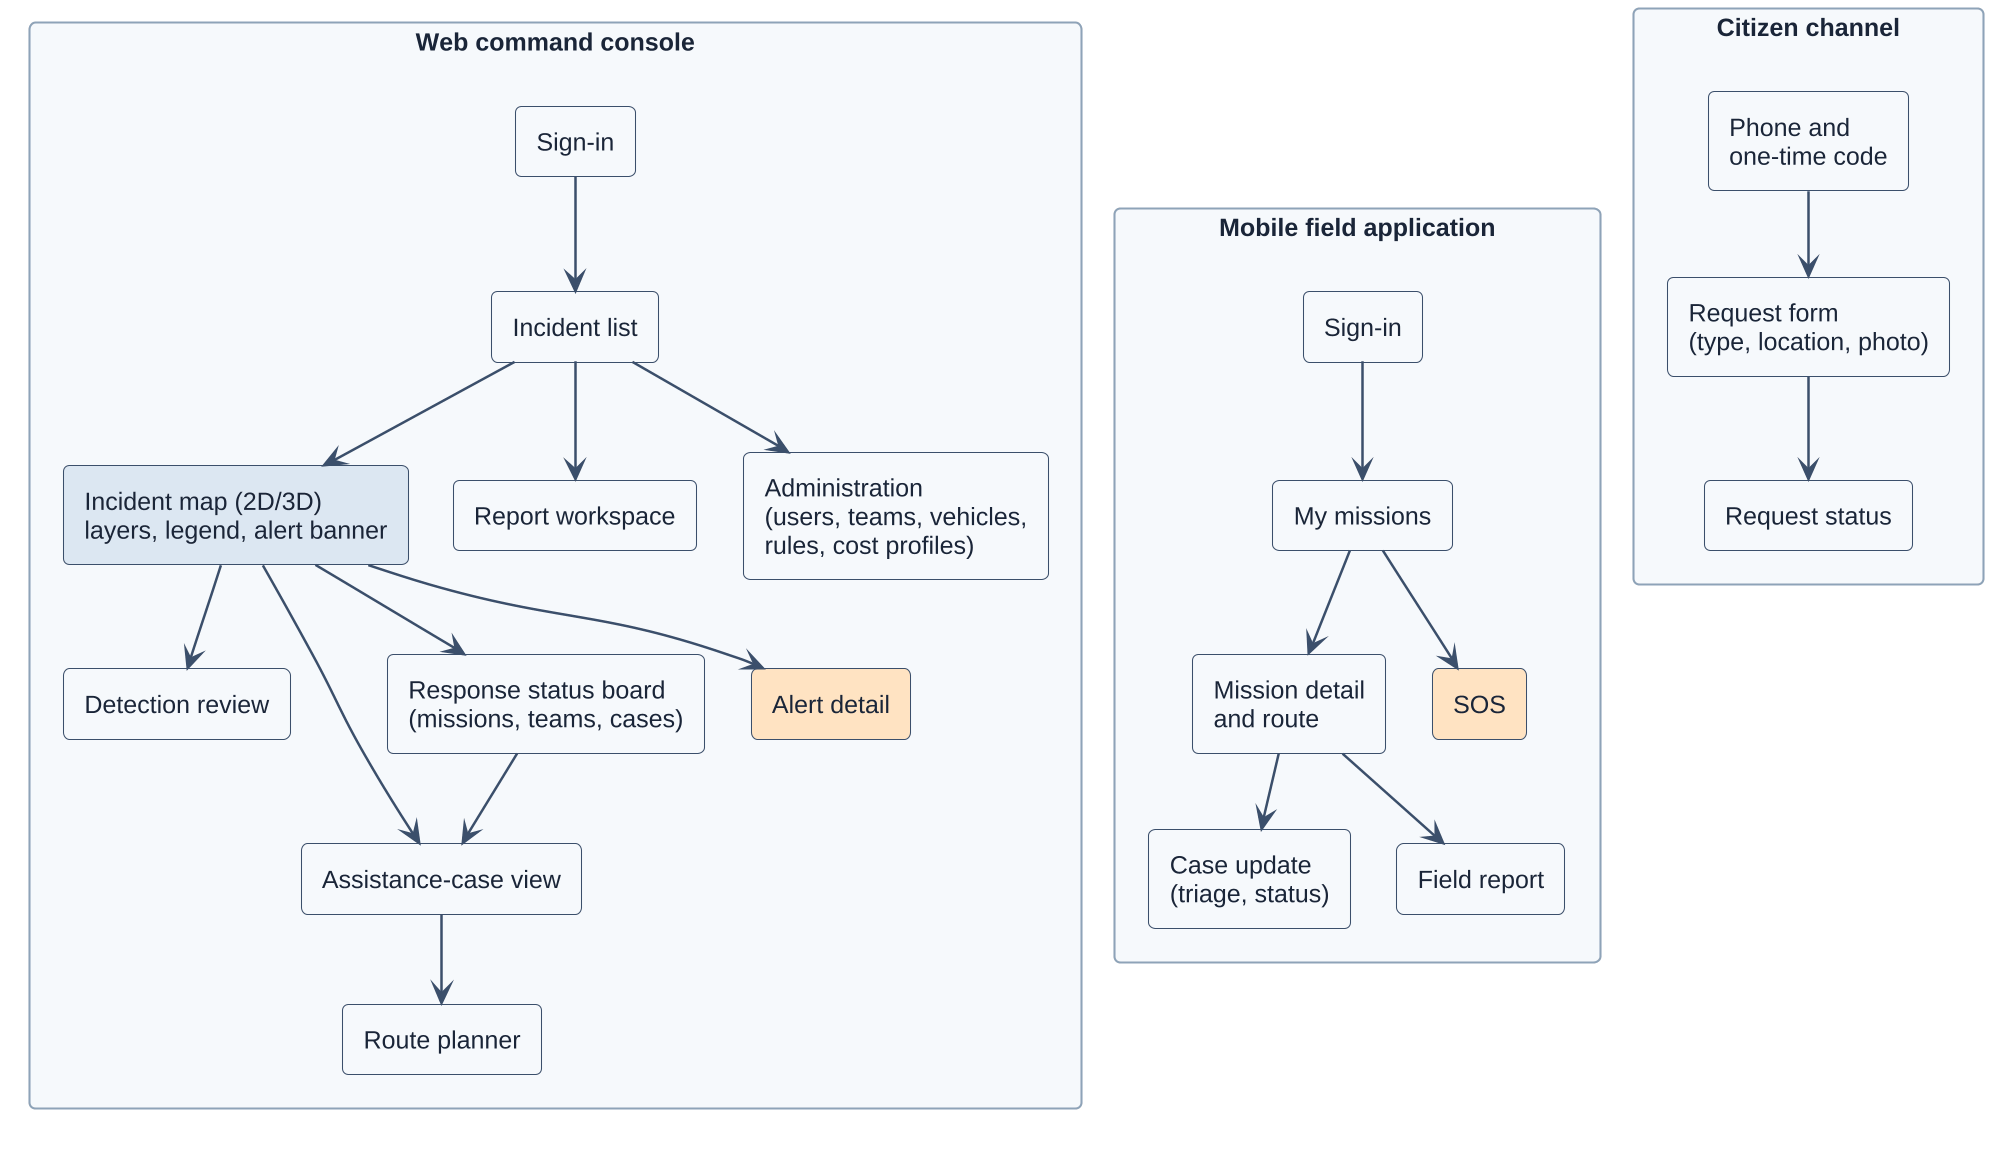 Web command console
Sign-in
Incident list
Incident map (2D/3D)
layers, legend, alert banner
Report workspace
Administration
(users, teams, vehicles,
rules, cost profiles)
Detection review
Response status board
(missions, teams, cases)
Alert detail
Assistance-case view
Route planner
Mobile field application
Sign-in
My missions
Mission detail
and route
SOS
Case update
(triage, status)
Field report
Citizen channel
Phone and
one-time code
Request form
(type, location, photo)
Request status